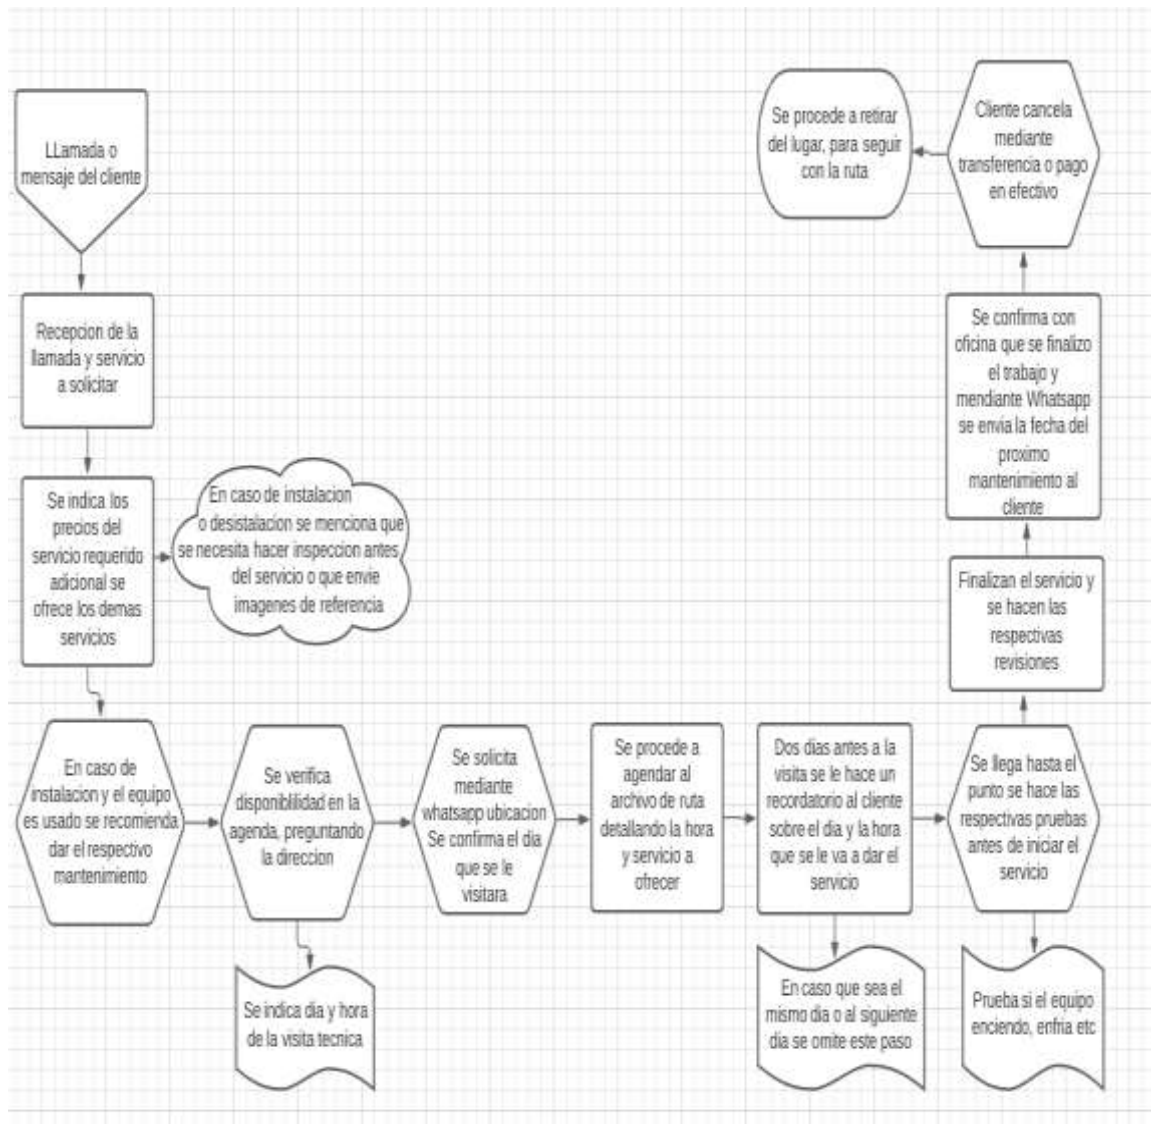 LLamada o
mensaje del cliente
Recepcion de la
llamada y servicio
a solicitar
Se indica los
precios del
servicio requerido
adicional se
ofrece los demas
servicios
En caso de instalacion
o desistalacion se menciona que
se necesita hacer inspeccion antes
del servicio o que envie
imagenes de referencia
En caso de
instalacion y el equipo
es usado se recomienda
dar el respectivo
mantenimiento
Se verifica
disponiblilidad en la
agenda, preguntando
la direccion
Se indica dia y hora
de la visita tecnica
Se solicita
mediante
whatsapp ubicacion
Se confirma el dia
que se le
visitara
Se procede a
agendar al
archivo de ruta
detallando la hora
y servicio a
ofrecer
Dos dias antes a la
visita se le hace un
recordatorio al cliente
sobre el dia y la hora
que se le va a dar el
servicio
En caso que sea el
mismo dia o al siguiente
dia se omite este paso
Se llega hasta el
punto se hace las
respectivas pruebas
antes de iniciar el
servicio
Prueba si el equipo
enciendo, enfria etc
Finalizan el servicio y
se hacen las
respectivas
revisiones
Se confirma con
oficina que se finalizo
el trabajo y
mendiante Whatsapp
se envia la fecha del
proximo
mantenimiento al
cliente
Cliente cancela
mediante
transferencia o pago
en efectivo
Se procede a retirar
del lugar, para seguir
con la ruta